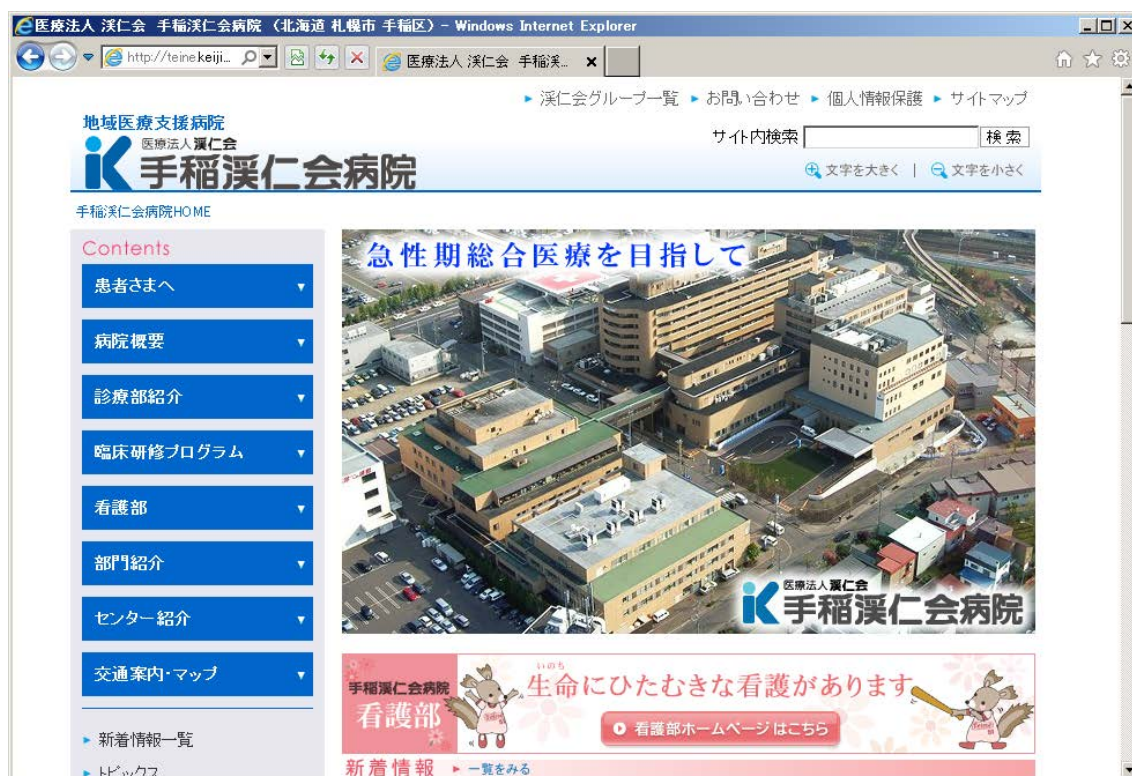 医療法人 渓仁会 手稲渓仁会病院 (北海道 札幌市 手稲区) - Windows Internet Explorer
http://teinekeiji...
医療法人 渓仁会 手稲渓...
渓仁会グループ一覧 お問い合わせ 個人情報保護 サイトマップ
地域医療支援病院
医療法人渓仁会
手稲渓仁会病院
サイト内検索 検索
文字を大きく | 文字を小さく
手稲渓仁会病院HOME
Contents
患者さまへ
病院概要
診療部紹介
臨床研修プログラム
看護部
部門紹介
センター紹介
交通案内・マップ
新着情報一覧
トピックス
急性期総合医療を目指して
医療法人渓仁会
手稲渓仁会病院
手稲渓仁会病院
看護部
いのち
生命にひたむきな看護があります
看護部ホームページはこちら
新着情報 一覧をみる